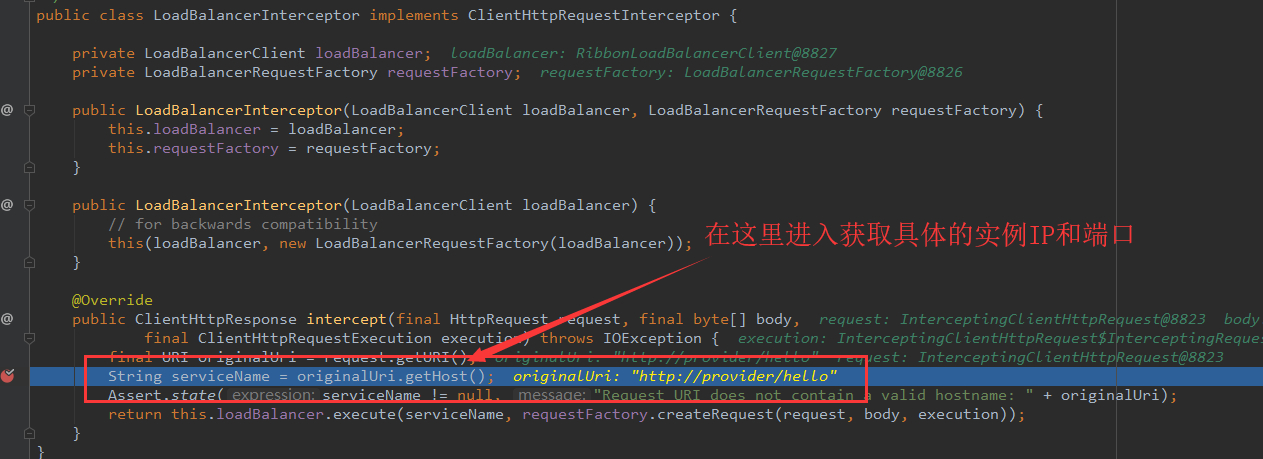 public class LoadBalancerInterceptor implements ClientHttpRequestInterceptor {
private LoadBalancerClient loadBalancer; loadBalancer: RibbonLoadBalancerClient@8827
private LoadBalancerRequestFactory requestFactory; requestFactory: LoadBalancerRequestFactory@8826
public LoadBalancerInterceptor(LoadBalancerClient loadBalancer, LoadBalancerRequestFactory requestFactory) {
this.loadBalancer = loadBalancer;
this.requestFactory = requestFactory;
}
public LoadBalancerInterceptor(LoadBalancerClient loadBalancer) {
// for backwards compatibility
this(loadBalancer, new LoadBalancerRequestFactory(loadBalancer));
}
在这里进入获取具体的实例IP和端口
@Override
public ClientHttpResponse intercept(final HttpRequest request, final byte[] body, request: InterceptingClientHttpRequest@8823 body
final ClientHttpRequestExecution execution) throws IOException { execution: InterceptingClientHttpRequest$InterceptingReques
final URI originalUri = request.getURI(); originalUri: "http://provider/hello" request: InterceptingClientHttpRequest@8823
String serviceName = originalUri.getHost(); originalUri: "http://provider/hello"
Assert.state( expression: serviceName != null, message: "Request URI does not contain a valid hostname: " + originalUri);
return this.loadBalancer.execute(serviceName, requestFactory.createRequest(request, body, execution));
}
}